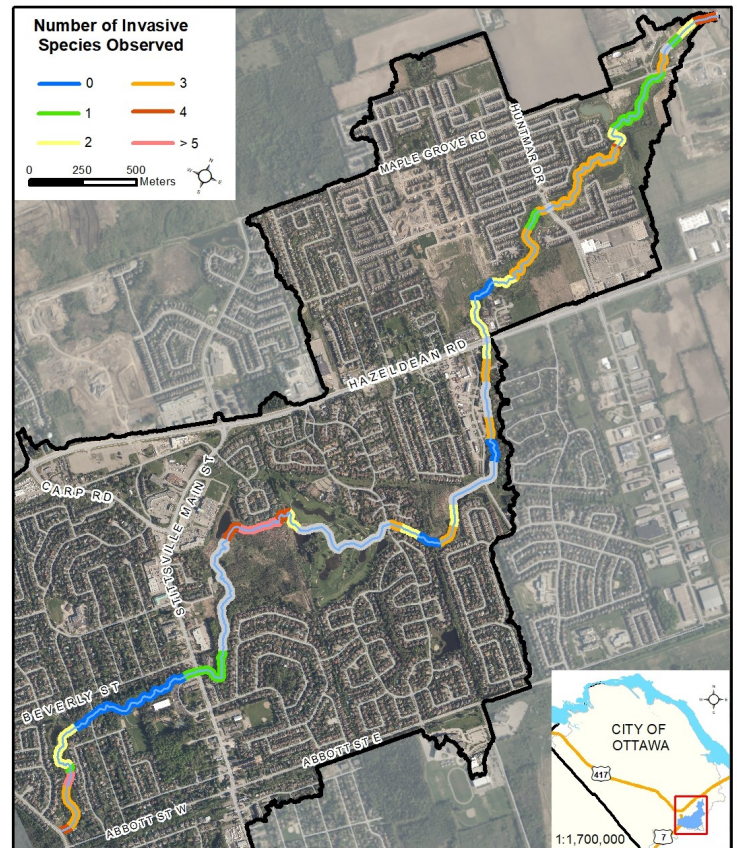 Number of Invasive
Species Observed
0
3
1
4
2
> 5
0 250 500
Meters
N
E
S
W
HUNTMAR DR
MAPLE GROVE RD
HAZELDEAN RD
CARP RD
STITTSVILLE MAIN ST
BEVERLY ST
ABBOTT ST E
ABBOTT ST W
CITY OF
OTTAWA
417
7
1:1,700,000